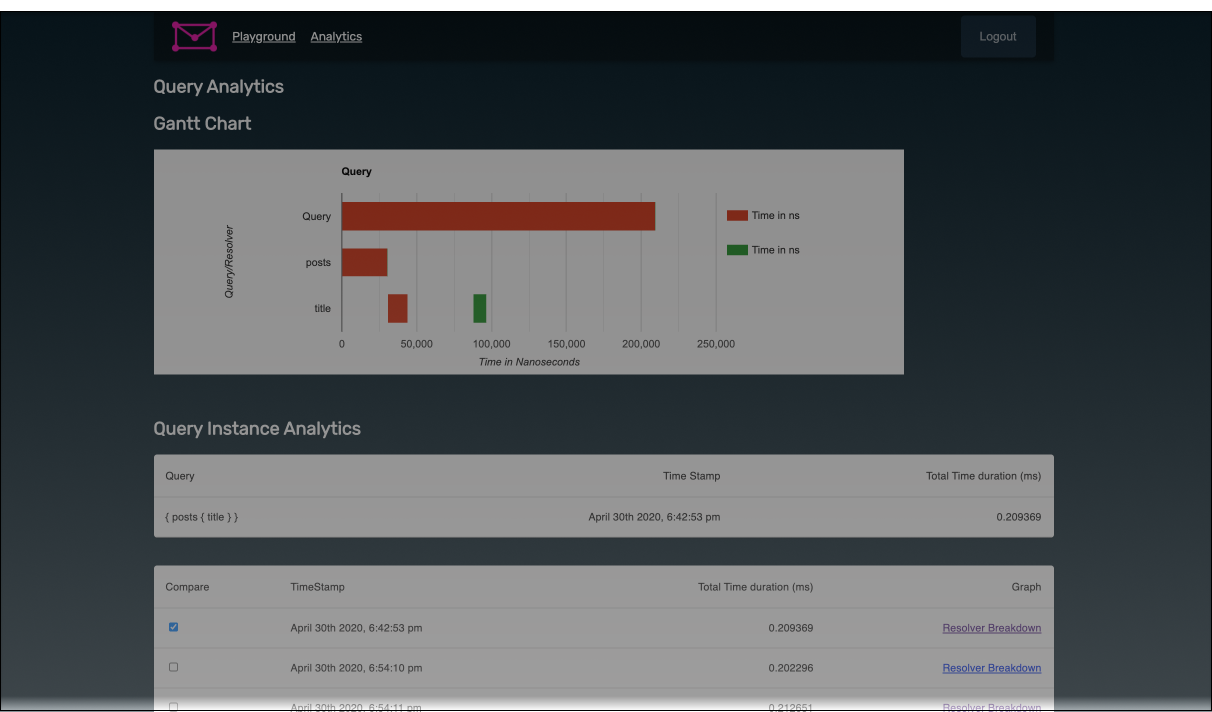 Playground Analytics Logout
Query Analytics
Gantt Chart
Query
Query/Resolver
Query
posts
title
Time in ns
Time in ns
0 50,000 100,000 150,000 200,000 250,000
Time in Nanoseconds
Query Instance Analytics
Query Time Stamp Total Time duration (ms)
{ posts { title } } April 30th 2020, 6:42:53 pm 0.209369
Compare TimeStamp Total Time duration (ms) Graph
April 30th 2020, 6:42:53 pm 0.209369 Resolver Breakdown
April 30th 2020, 6:54:10 pm 0.202296 Resolver Breakdown
April 30th 2020, 6:54:11 pm 0.212651 Resolver Breakdown